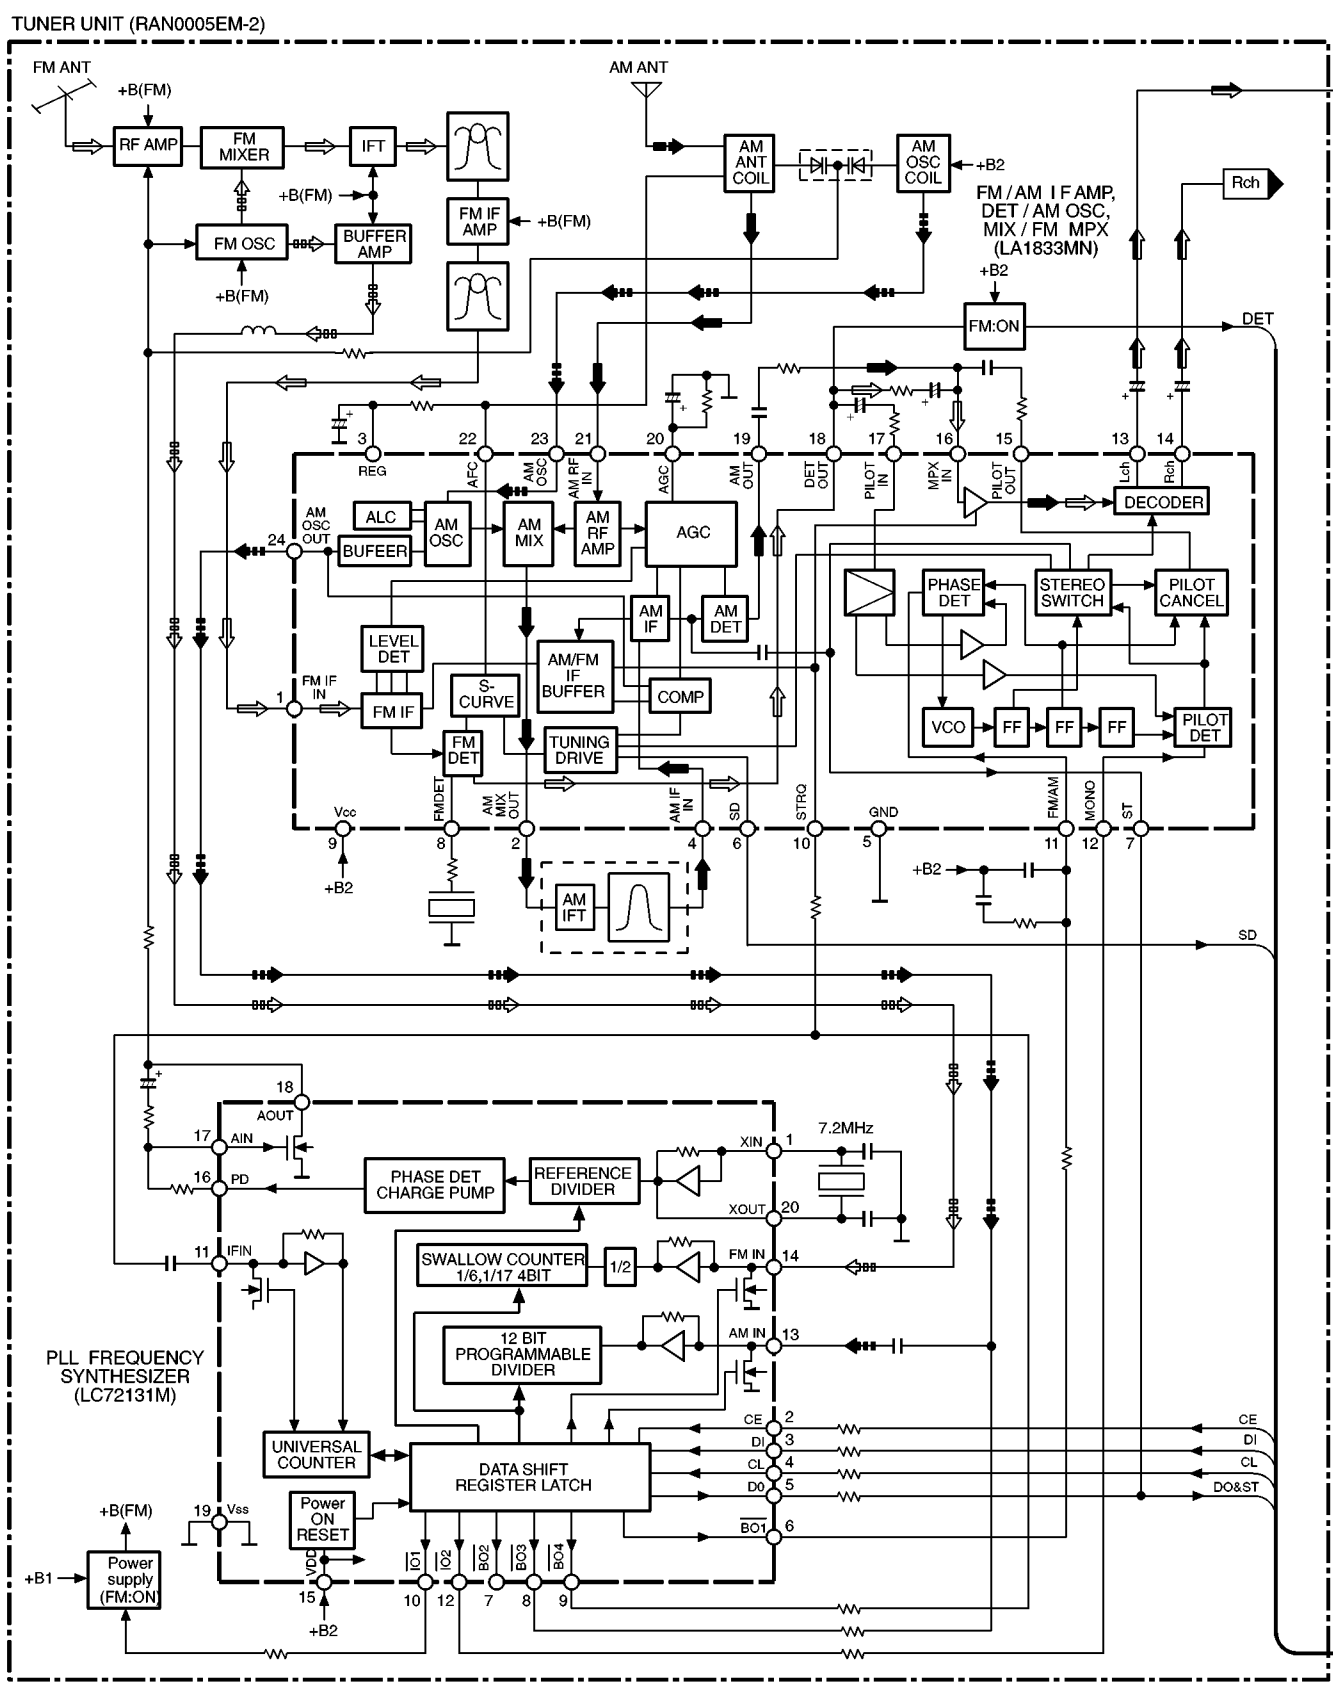 TUNER UNIT (RAN0005EM-2)
FM ANT
+B(FM)
RF AMP
FM
MIXER
IFT
+B(FM)
FM OSC
BUFFER
AMP
+B(FM)
FM IF
AMP
+B(FM)
AM ANT
AM
ANT
COIL
AM
OSC
COIL
+B2
FM / AM I F AMP,
DET / AM OSC,
MIX / FM MPX
(LA1833MN)
+B2
FM:ON
Rch
DET
3
22
23
21
20
19
18
17
16
15
13
14
REG
AFC
AM
OSC
AM RF
IN
AGC
AM
OUT
DET
OUT
PILOT
IN
MPX
IN
PILOT
OUT
Lch
Rch
AM
OSC
OUT
24
ALC
BUFEER
AM
OSC
AM
MIX
AM
RF
AMP
AGC
DECODER
PHASE
DET
STEREO
SWITCH
PILOT
CANCEL
LEVEL
DET
AM
IF
AM
DET
AM/FM
IF
BUFFER
COMP
S-
CURVE
FM IF
IN
1
FM IF
FM
DET
TUNING
DRIVE
VCO
FF
FF
FF
PILOT
DET
Vcc
FMDET
AM
MIX
OUT
AM IF
IN
SD
STRQ
GND
FM/AM
MONO
ST
9
8
2
4
6
10
5
11
12
7
+B2
AM
IFT
+B2
SD
18
AOUT
17
AIN
16
PD
PHASE DET
CHARGE PUMP
REFERENCE
DIVIDER
XIN
1
7.2MHz
XOUT
20
11
IFIN
SWALLOW COUNTER
1/6,1/17 4BIT
1/2
FM IN
14
12 BIT
PROGRAMMABLE
DIVIDER
AM IN
13
PLL FREQUENCY
SYNTHESIZER
(LC72131M)
UNIVERSAL
COUNTER
DATA SHIFT
REGISTER LATCH
CE
2
CE
DI
3
DI
CL
4
CL
D0
5
DO&ST
BO1
6
19
Vss
Power
ON
RESET
VDD
IO1
IO2
BO2
BO3
BO4
15
10
12
7
8
9
+B2
+B(FM)
+B1
Power
supply
(FM:ON)